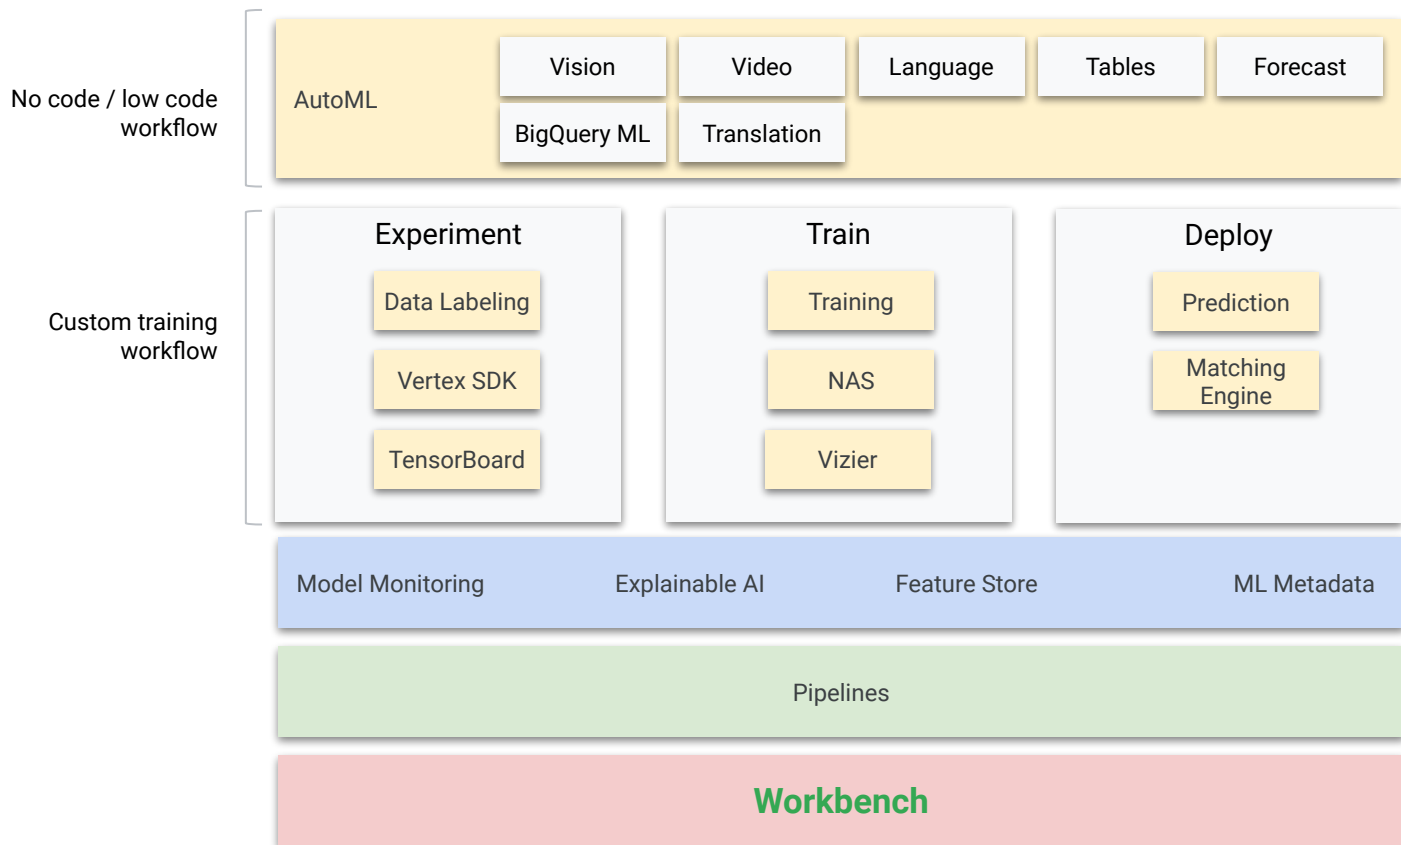 No code / low code
workflow
AutoML
Vision
Video
Language
Tables
Forecast
BigQuery ML
Translation
Custom training
workflow
Experiment
Data Labeling
Vertex SDK
TensorBoard
Train
Training
NAS
Vizier
Deploy
Prediction
Matching
Engine
Model Monitoring
Explainable AI
Feature Store
ML Metadata
Pipelines
Workbench